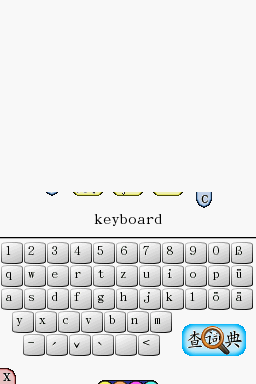 C
keyboard
1 2 3 4 5 6 7 8 9 0 ß
q w e r t z u i o p ü
a s d f g h j k l ö ä
y x c v b n m
- ˊ ˇ ˋ <
查词典
X